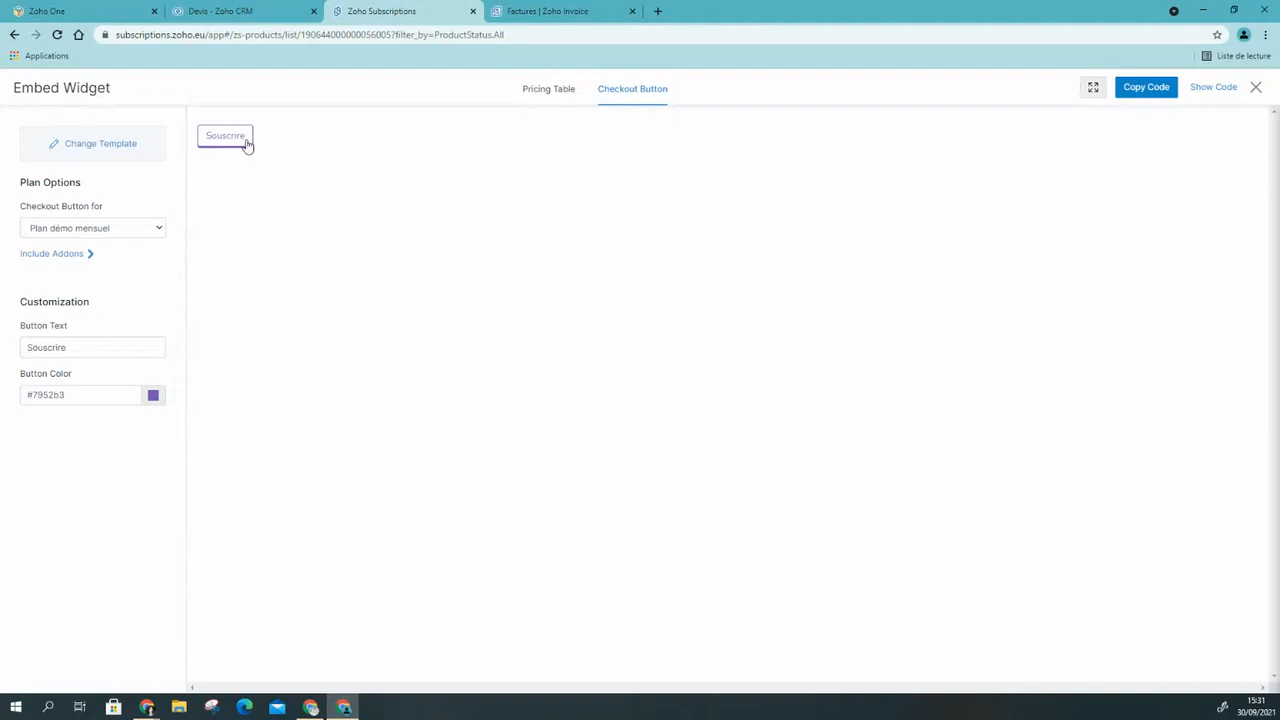 Zoho One
Devis - Zoho CRM
Zoho Subscriptions
Factures | Zoho Invoice
subscriptions.zoho.eu/app#/zs-products/list/190644000000056005?filter_by=ProductStatus.All
Applications
Liste de lecture
Embed Widget
Pricing Table
Checkout Button
Copy Code
Show Code
Change Template
Souscrire
Plan Options
Checkout Button for
Plan démo mensuel
Include Addons
Customization
Button Text
Souscrire
Button Color
#7952b3
15:31
30/09/2021